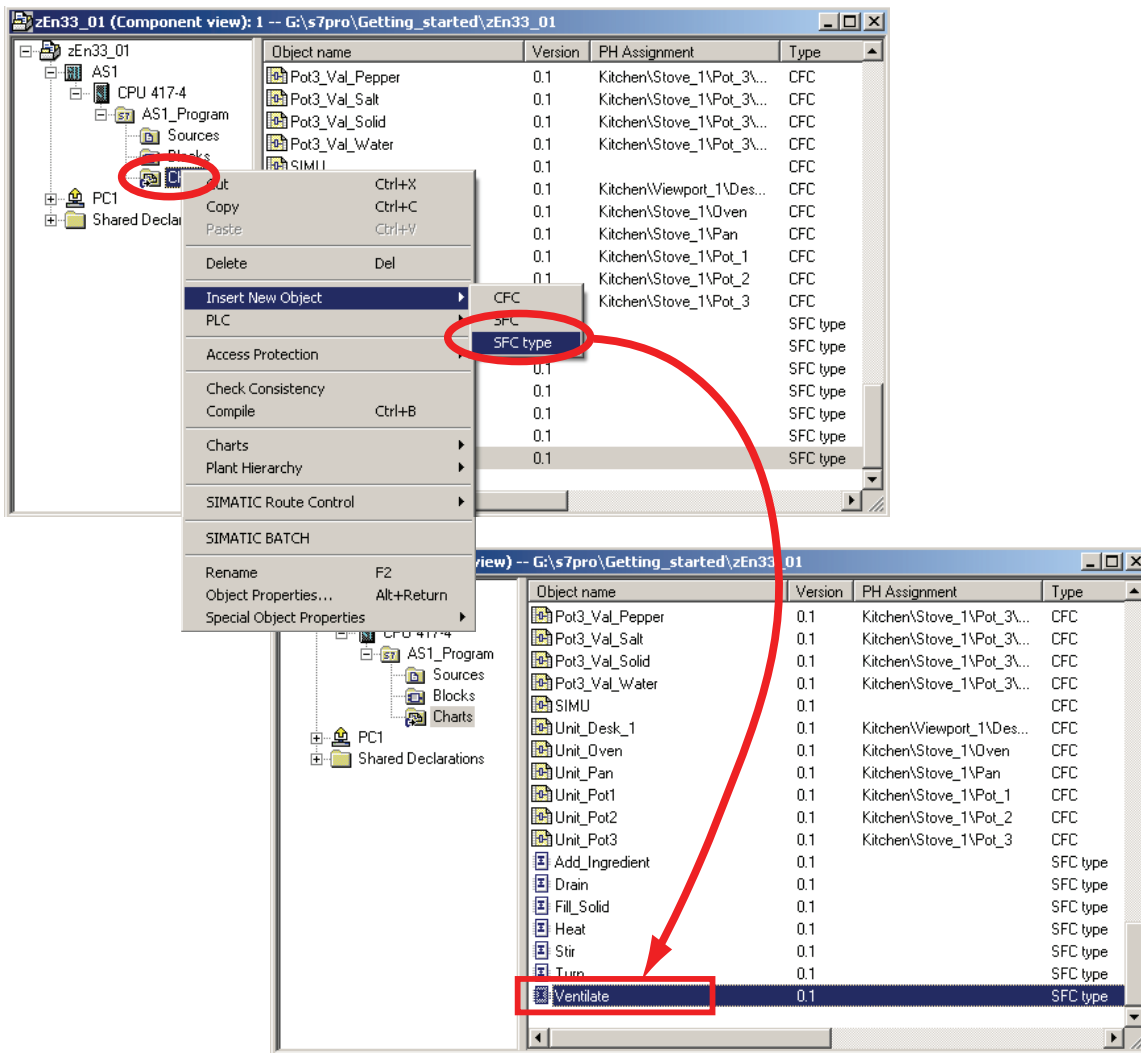 zEn33_01 (Component view): 1 -- G:\s7pro\Getting_started\zEn33_01
zEn33_01
AS1
CPU 417-4
AS1_Program
Sources
Blocks
PC1
Object name Version PH Assignment Type
Pot3_Val_Pepper 0.1 Kitchen\Stove_1\Pot_3\... CFC
Pot3_Val_Salt 0.1 Kitchen\Stove_1\Pot_3\... CFC
Pot3_Val_Solid 0.1 Kitchen\Stove_1\Pot_3\... CFC
Pot3_Val_Water 0.1 Kitchen\Stove_1\Pot_3\... CFC
SIMU 0.1 CFC
0.1 Kitchen\Viewport_1\Des... CFC
0.1 Kitchen\Stove_1\Oven CFC
0.1 Kitchen\Stove_1\Pan CFC
0.1 Kitchen\Stove_1\Pot_1 CFC
0.1 Kitchen\Stove_1\Pot_2 CFC
Kitchen\Stove_1\Pot_3 CFC
SFC type
SFC type
0.1 SFC type
0.1 SFC type
0.1 SFC type
0.1 SFC type
0.1 SFC type
Shared Declar
Cut Ctrl+X
Copy Ctrl+C
Paste Ctrl+V
Delete Del
Insert New Object
PLC
Access Protection
Check Consistency
Compile Ctrl+B
Charts
Plant Hierarchy
SIMATIC Route Control
SIMATIC BATCH
Rename F2
Object Properties... Alt+Return
Special Object Properties
CFC
SFC
SFC type
view) -- G:\s7pro\Getting_started\zEn33_01
CPU 417-4
AS1_Program
Sources
Blocks
Charts
PC1
Shared Declarations
Object name Version PH Assignment Type
Pot3_Val_Pepper 0.1 Kitchen\Stove_1\Pot_3\... CFC
Pot3_Val_Salt 0.1 Kitchen\Stove_1\Pot_3\... CFC
Pot3_Val_Solid 0.1 Kitchen\Stove_1\Pot_3\... CFC
Pot3_Val_Water 0.1 Kitchen\Stove_1\Pot_3\... CFC
SIMU 0.1 CFC
Unit_Desk_1 0.1 Kitchen\Viewport_1\Des... CFC
Unit_Oven 0.1 Kitchen\Stove_1\Oven CFC
Unit_Pan 0.1 Kitchen\Stove_1\Pan CFC
Unit_Pot1 0.1 Kitchen\Stove_1\Pot_1 CFC
Unit_Pot2 0.1 Kitchen\Stove_1\Pot_2 CFC
Unit_Pot3 0.1 Kitchen\Stove_1\Pot_3 CFC
Add_Ingredient 0.1 SFC type
Drain 0.1 SFC type
Fill_Solid 0.1 SFC type
Heat 0.1 SFC type
Stir 0.1 SFC type
Turn 0.1 SFC type
Ventilate 0.1 SFC type